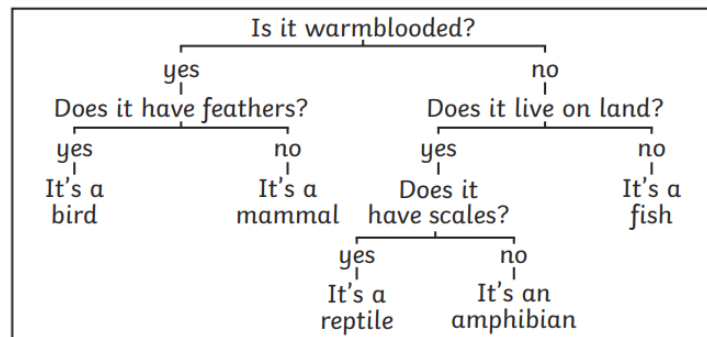 Is it warmblooded?
yes
no
Does it have feathers?
Does it live on land?
yes
no
yes
no
It's a
bird
It's a
mammal
Does it
have scales?
It's a
fish
yes
no
It's a
reptile
It's an
amphibian